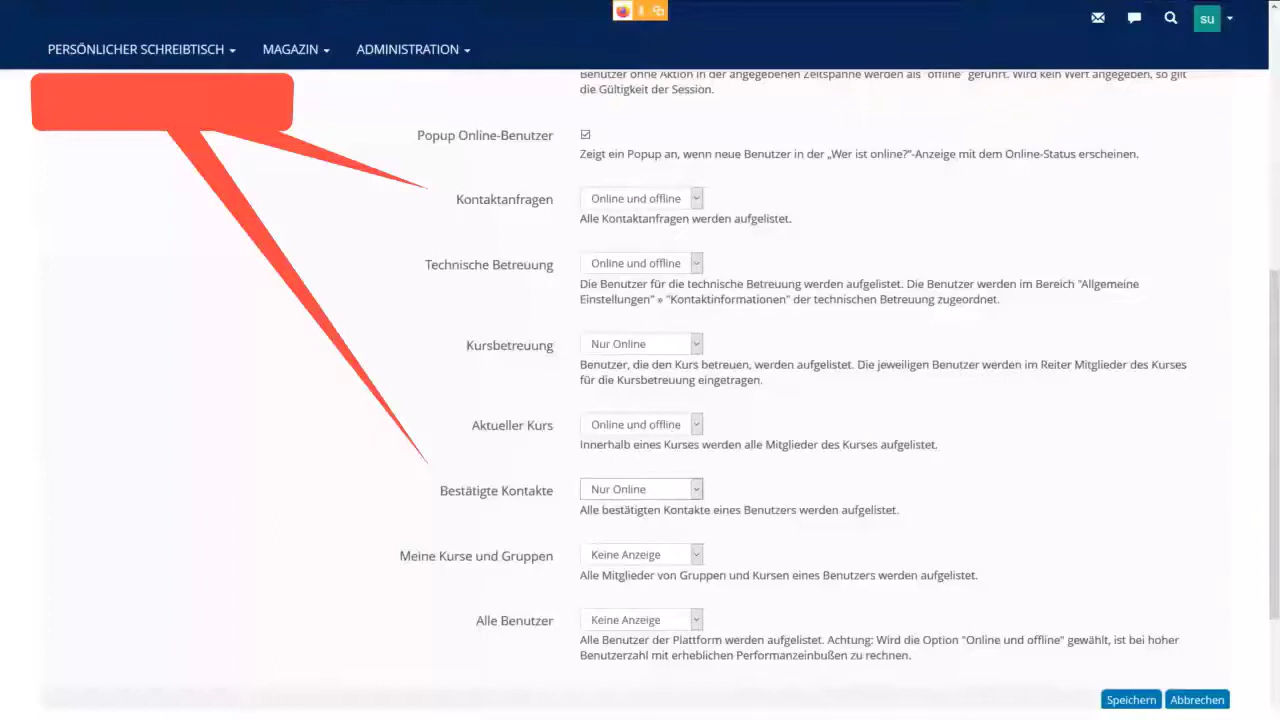 su
PERSÖNLICHER SCHREIBTISCH
MAGAZIN
ADMINISTRATION
Benutzer ohne Aktion in der angegebenen Zeitspanne werden als "offline" geführt. Wird kein Wert angegeben, so gilt
die Gültigkeit der Session.
Popup Online-Benutzer
Zeigt ein Popup an, wenn neue Benutzer in der „Wer ist online?"-Anzeige mit dem Online-Status erscheinen.
Kontaktanfragen
Online und offline
Alle Kontaktanfragen werden aufgelistet.
Technische Betreuung
Online und offline
Die Benutzer für die technische Betreuung werden aufgelistet. Die Benutzer werden im Bereich "Allgemeine
Einstellungen" » "Kontaktinformationen" der technischen Betreuung zugeordnet.
Kursbetreuung
Nur Online
Benutzer, die den Kurs betreuen, werden aufgelistet. Die jeweiligen Benutzer werden im Reiter Mitglieder des Kurses
für die Kursbetreuung eingetragen.
Aktueller Kurs
Online und offline
Innerhalb eines Kurses werden alle Mitglieder des Kurses aufgelistet.
Bestätigte Kontakte
Nur Online
Alle bestätigten Kontakte eines Benutzers werden aufgelistet.
Meine Kurse und Gruppen
Keine Anzeige
Alle Mitglieder von Gruppen und Kursen eines Benutzers werden aufgelistet.
Alle Benutzer
Keine Anzeige
Alle Benutzer der Plattform werden aufgelistet. Achtung: Wird die Option "Online und offline" gewählt, ist bei hoher
Benutzerzahl mit erheblichen Performanzeinbußen zu rechnen.
Speichern
Abbrechen